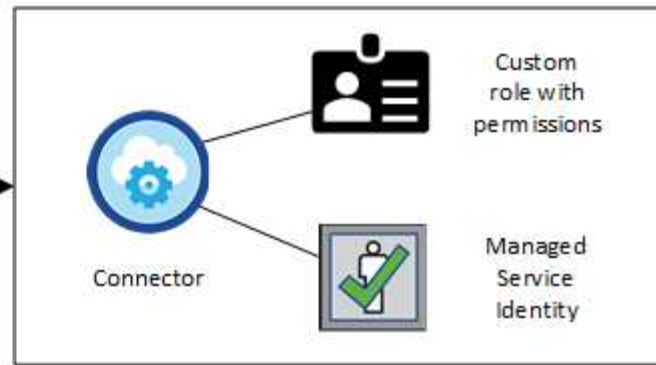 Custom
role with
permissions
Connector
Managed
Service
Identity